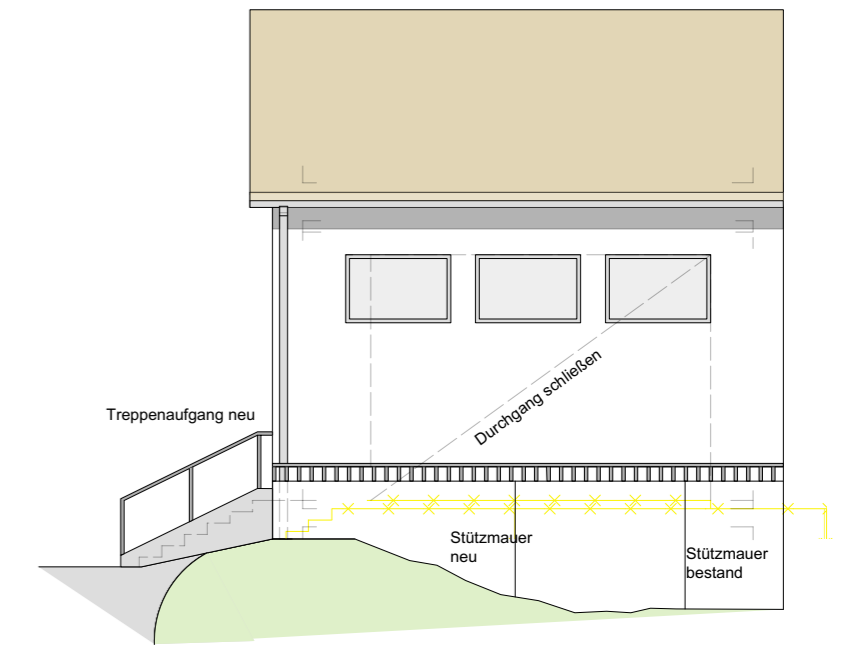 Treppenaufgang neu
Durchgang schließen
Stützmauer
neu
Stützmauer
bestand